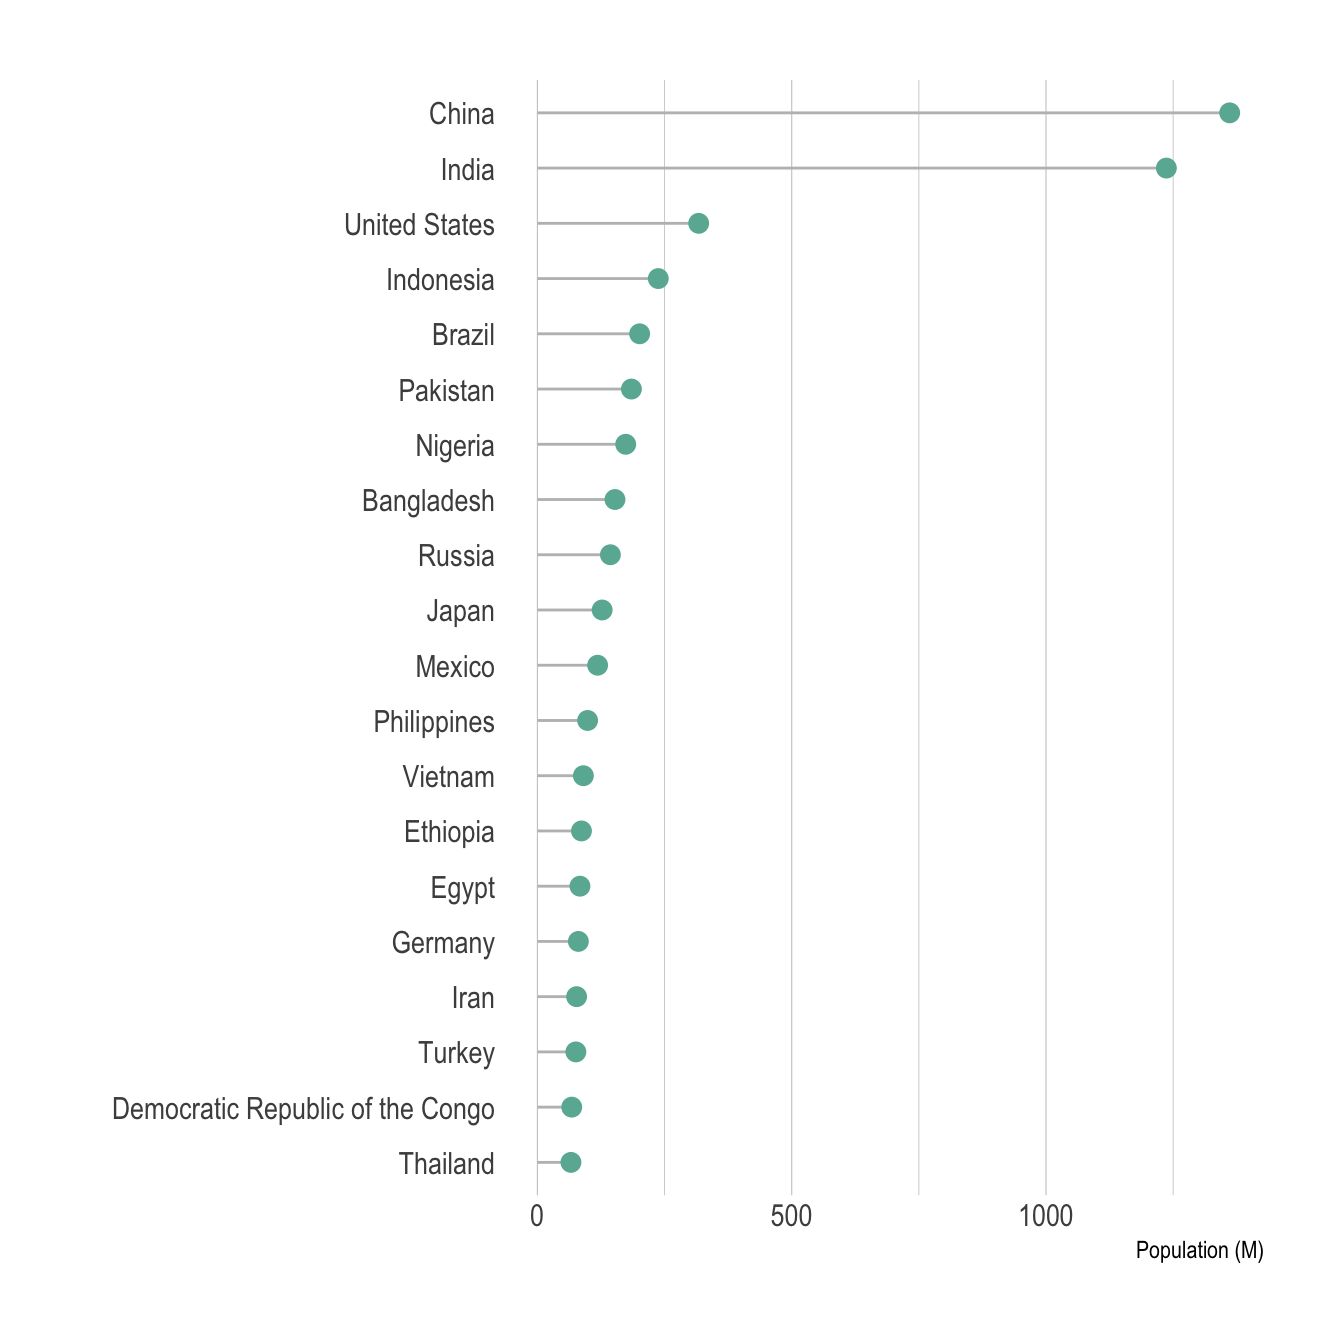 China
India
United States
Indonesia
Brazil
Pakistan
Nigeria
Bangladesh
Russia
Japan
Mexico
Philippines
Vietnam
Ethiopia
Egypt
Germany
Iran
Turkey
Democratic Republic of the Congo
Thailand
0 500 1000
Population (M)